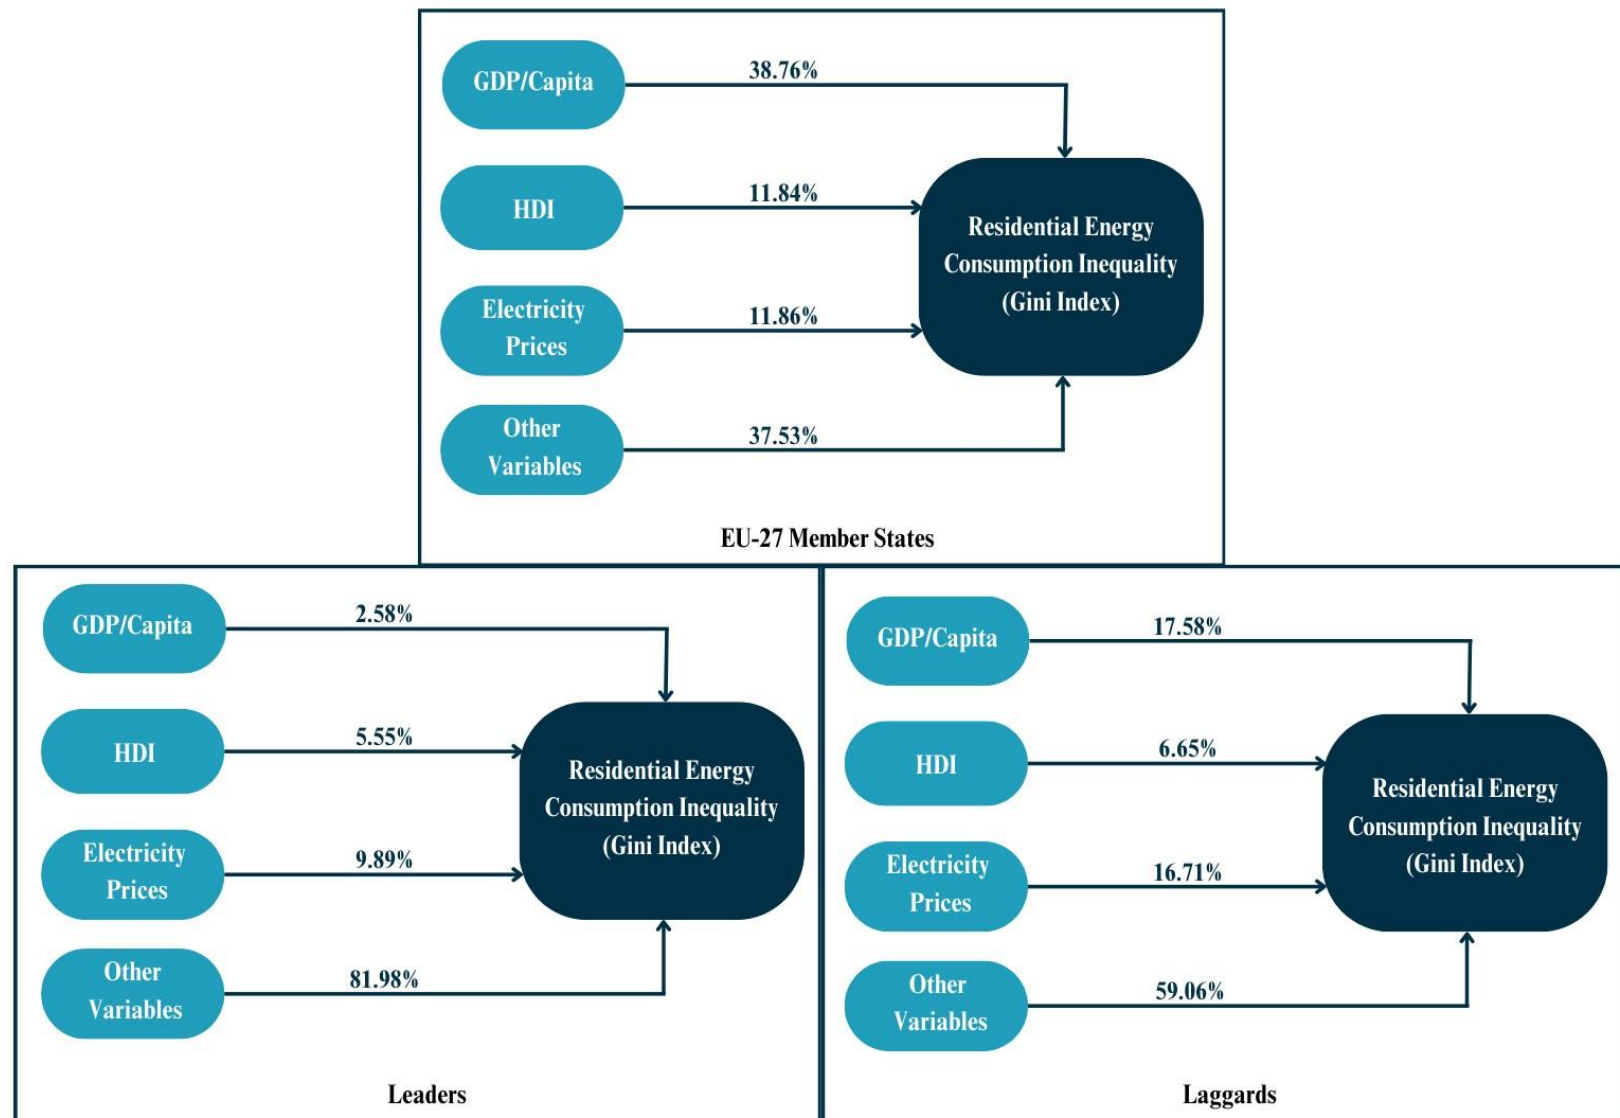 GDP/Capita
38.76%
HDI
11.84%
Electricity
Prices
11.86%
Other
Variables
37.53%
Residential Energy
Consumption Inequality
(Gini Index)
EU-27 Member States
GDP/Capita
2.58%
HDI
5.55%
Electricity
Prices
9.89%
Other
Variables
81.98%
Residential Energy
Consumption Inequality
(Gini Index)
Leaders
GDP/Capita
17.58%
HDI
6.65%
Electricity
Prices
16.71%
Other
Variables
59.06%
Residential Energy
Consumption Inequality
(Gini Index)
Laggards